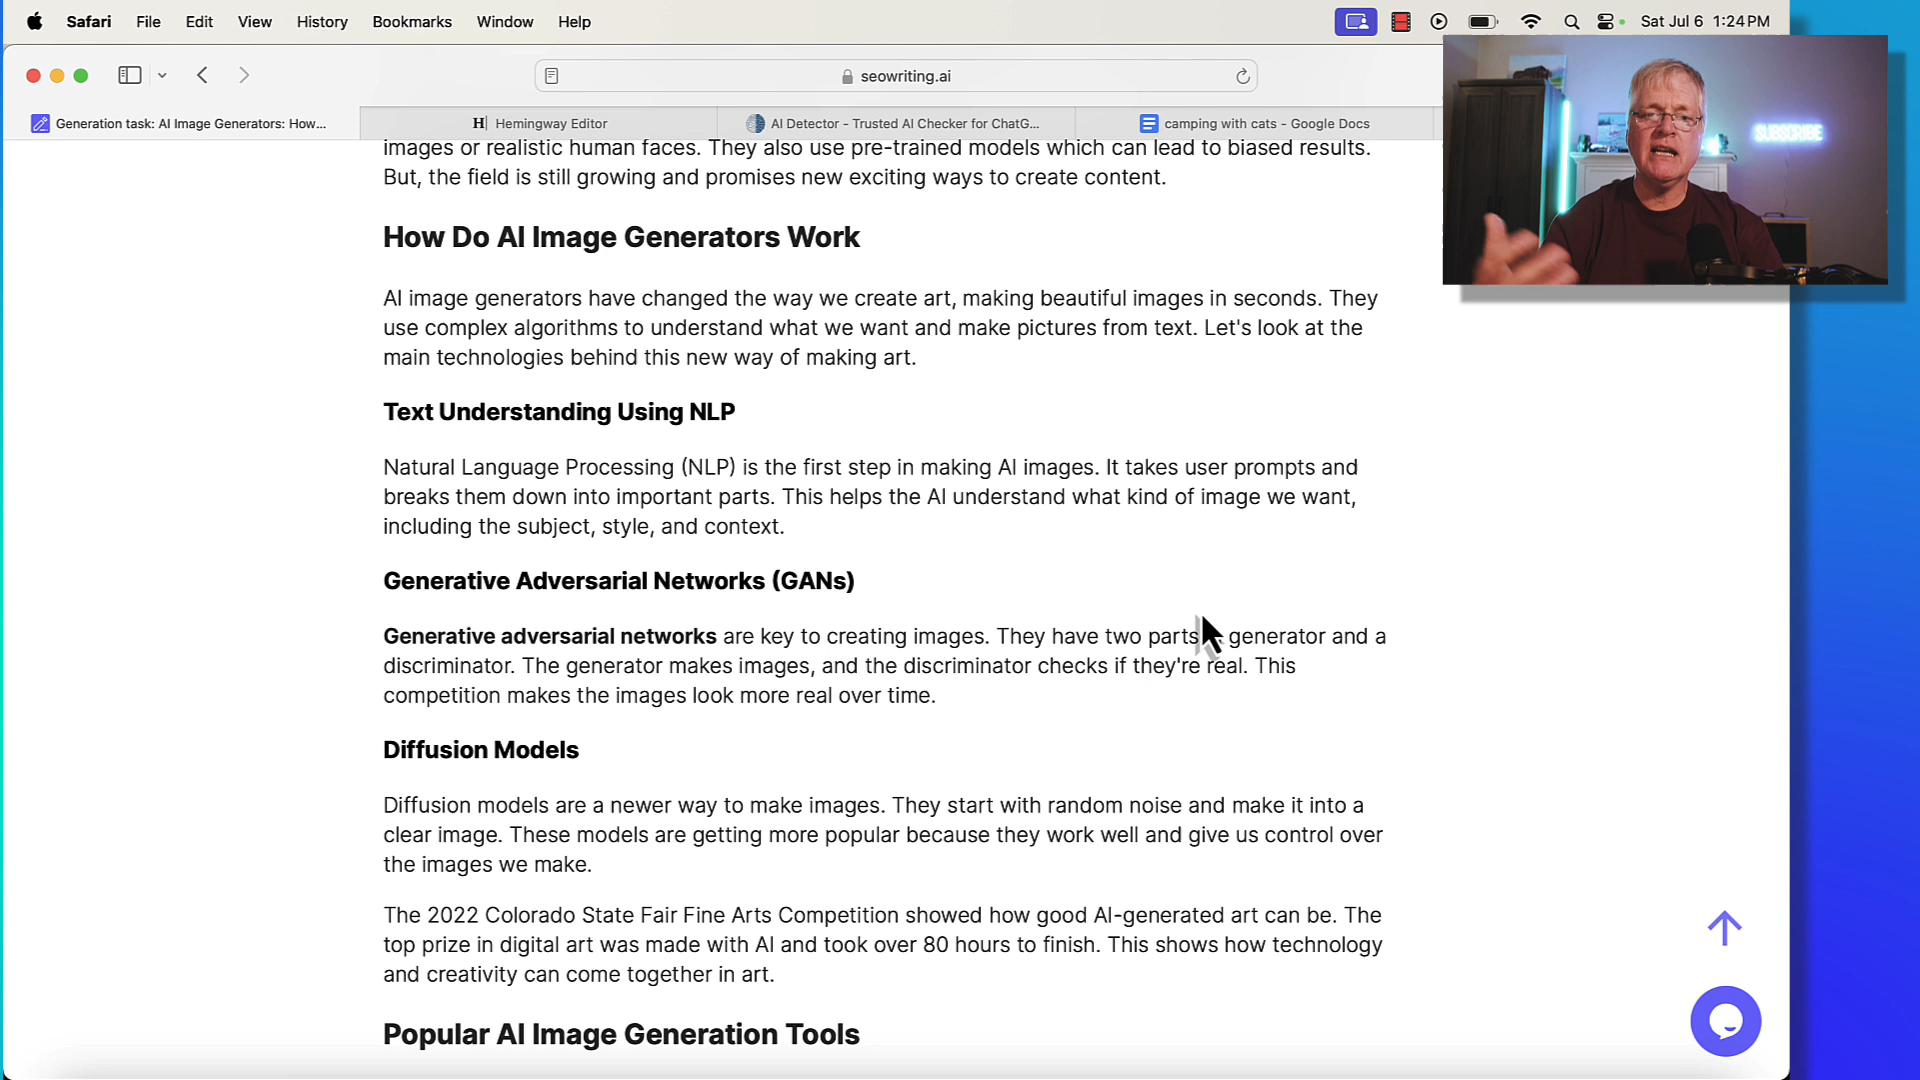 Safari File Edit View History Bookmarks Window Help Sat Jul 6 1:24 PM
seowriting.ai
Generation task: AI Image Generators: How... Hemingway Editor AI Detector - Trusted AI Checker for ChatG... camping with cats - Google Docs
SUBSCRIBE
images or realistic human faces. They also use pre-trained models which can lead to biased results.
But, the field is still growing and promises new exciting ways to create content.
How Do AI Image Generators Work
AI image generators have changed the way we create art, making beautiful images in seconds. They
use complex algorithms to understand what we want and make pictures from text. Let's look at the
main technologies behind this new way of making art.
Text Understanding Using NLP
Natural Language Processing (NLP) is the first step in making AI images. It takes user prompts and
breaks them down into important parts. This helps the AI understand what kind of image we want,
including the subject, style, and context.
Generative Adversarial Networks (GANs)
Generative adversarial networks are key to creating images. They have two parts generator and a
discriminator. The generator makes images, and the discriminator checks if they're real. This
competition makes the images look more real over time.
Diffusion Models
Diffusion models are a newer way to make images. They start with random noise and make it into a
clear image. These models are getting more popular because they work well and give us control over
the images we make.
The 2022 Colorado State Fair Fine Arts Competition showed how good AI-generated art can be. The
top prize in digital art was made with AI and took over 80 hours to finish. This shows how technology
and creativity can come together in art.
Popular AI Image Generation Tools